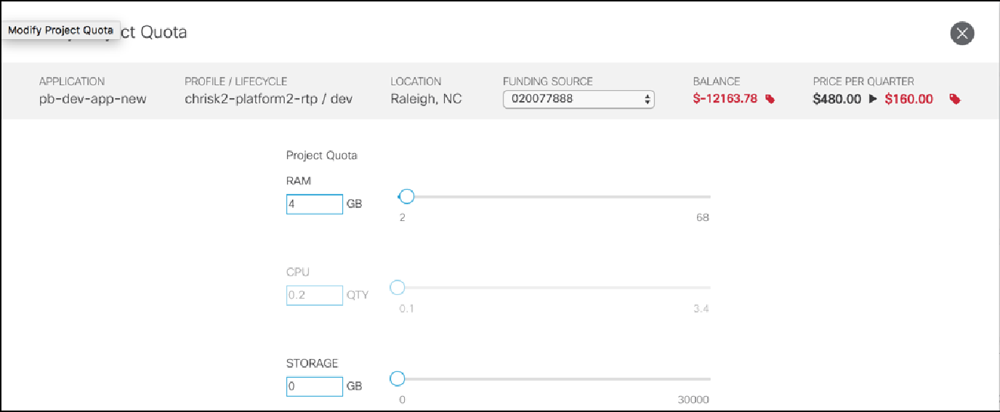 Modify Project Quota
ct Quota
APPLICATION PROFILE / LIFECYCLE LOCATION FUNDING SOURCE BALANCE PRICE PER QUARTER
pb-dev-app-new chrisk2-platform2-rtp / dev Raleigh, NC 020077888 $-12163.78 $480.00 ▶ $160.00
Project Quota
RAM
4 GB
2 68
CPU
0.2 QTY
0.1 3.4
STORAGE
0 GB
0 30000